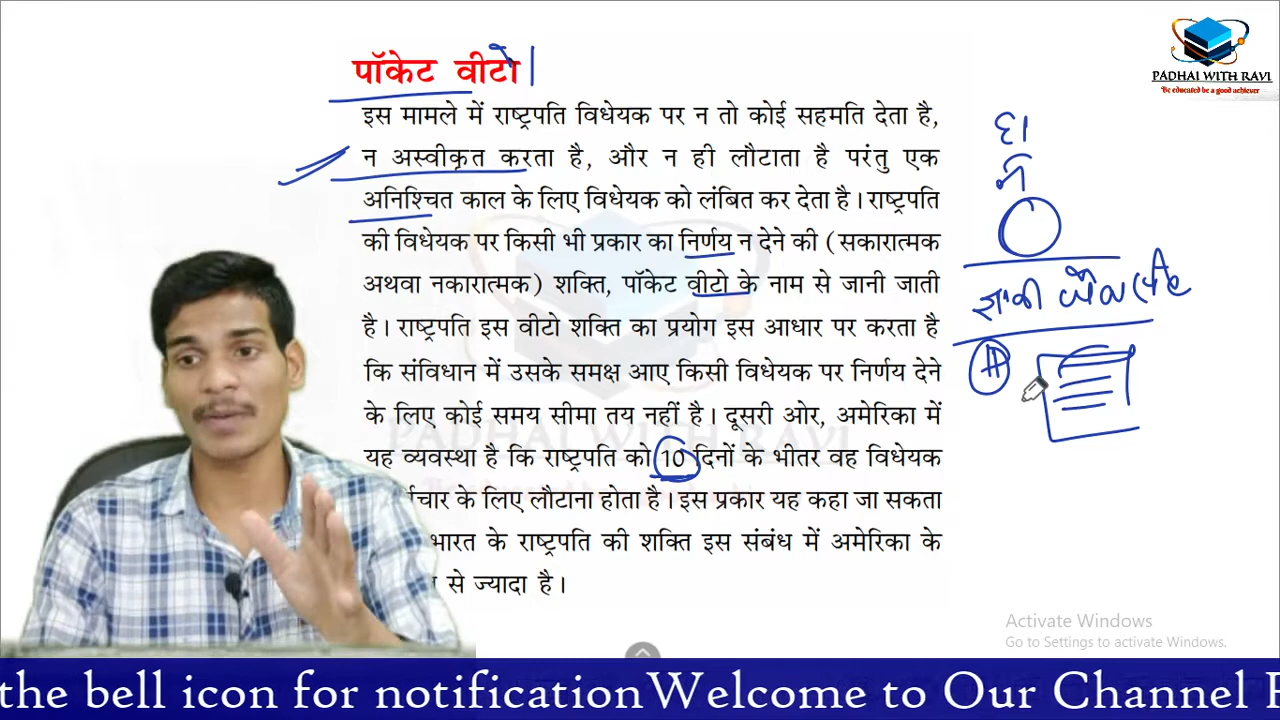 पॉकेट वीटो
PADHAI WITH RAVI
Be educated be a good achiever
इस मामले में राष्ट्रपति विधेयक पर न तो कोई सहमति देता है,
न अस्वीकृत करता है, और न ही लौटाता है परंतु एक
अनिश्चित काल के लिए विधेयक को लंबित कर देता है। राष्ट्रपति
की विधेयक पर किसी भी प्रकार का निर्णय न देने की (सकारात्मक
अथवा नकारात्मक) शक्ति, पॉकेट वीटो के नाम से जानी जाती
है। राष्ट्रपति इस वीटो शक्ति का प्रयोग इस आधार पर करता है
कि संविधान में उसके समक्ष आए किसी विधेयक पर निर्णय देने
के लिए कोई समय सीमा तय नहीं है। दूसरी ओर, अमेरिका में
PADHAI WITH RAVI
यह व्यवस्था है कि राष्ट्रपति को 10 दिनों के भीतर वह विधेयक
के लिए लौटाना होता है। इस प्रकार यह कहा जा सकता
भारत के राष्ट्रपति की शक्ति इस संबंध में अमेरिका के
से ज्यादा है।
Activate Windows
Go to Settings to activate Windows.
the bell icon for notificationWelcome to Our Channel